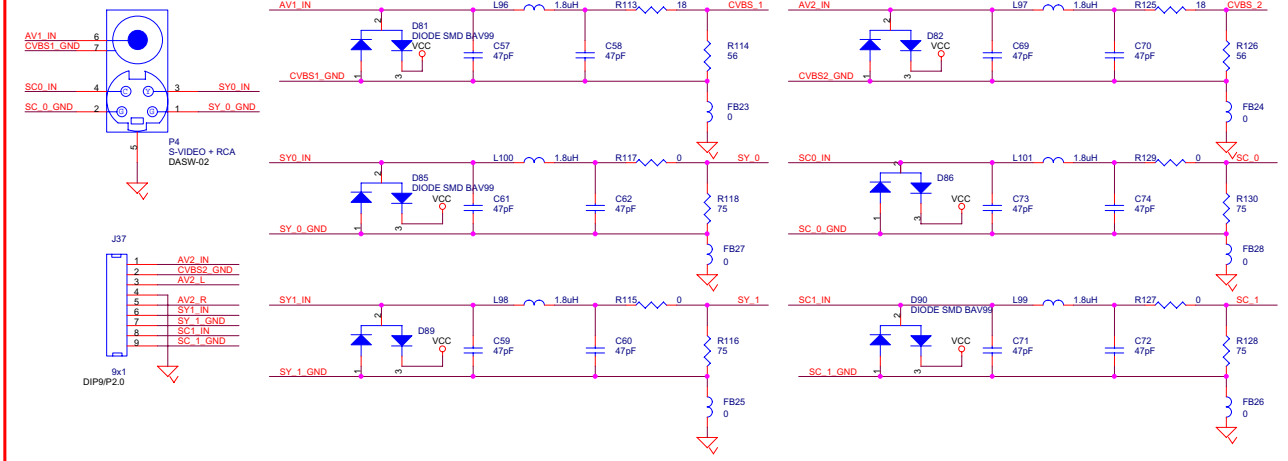 AV1_IN
6
CVBS1_GND
7
SC0_IN
4
C
Y
3
SY0_IN
SC_0_GND
2
G
G
1
SY_0_GND
5
P4
S-VIDEO + RCA
DASW-02
J37
1
AV2_IN
2
CVBS2_GND
3
AV2_L
4
5
AV2_R
6
SY1_IN
7
SY_1_GND
8
SC1_IN
9
SC_1_GND
9x1
DIP9/P2.0
AV1_IN
L96
1.8uH
R113
18
CVBS_1
2
D81
DIODE SMD BAV99
VCC
C57
47pF
C58
47pF
R114
56
1
3
CVBS1_GND
FB23
0
AV2_IN
L97
1.8uH
R125
18
CVBS_2
2
D82
VCC
C69
47pF
C70
47pF
R126
56
1
3
CVBS2_GND
FB24
0
SY0_IN
L100
1.8uH
R117
0
SY_0
2
D85
DIODE SMD BAV99
VCC
C61
47pF
C62
47pF
R118
75
1
3
SY_0_GND
FB27
0
SC0_IN
L101
1.8uH
R129
0
SC_0
2
D86
VCC
C73
47pF
C74
47pF
R130
75
1
3
SC_0_GND
FB28
0
SY1_IN
L98
1.8uH
R115
0
SY_1
2
D89
VCC
C59
47pF
C60
47pF
R116
75
1
3
SY_1_GND
FB25
0
SC1_IN
D90
L99
1.8uH
R127
0
SC_1
2
DIODE SMD BAV99
VCC
C71
47pF
C72
47pF
R128
75
1
3
SC_1_GND
FB26
0